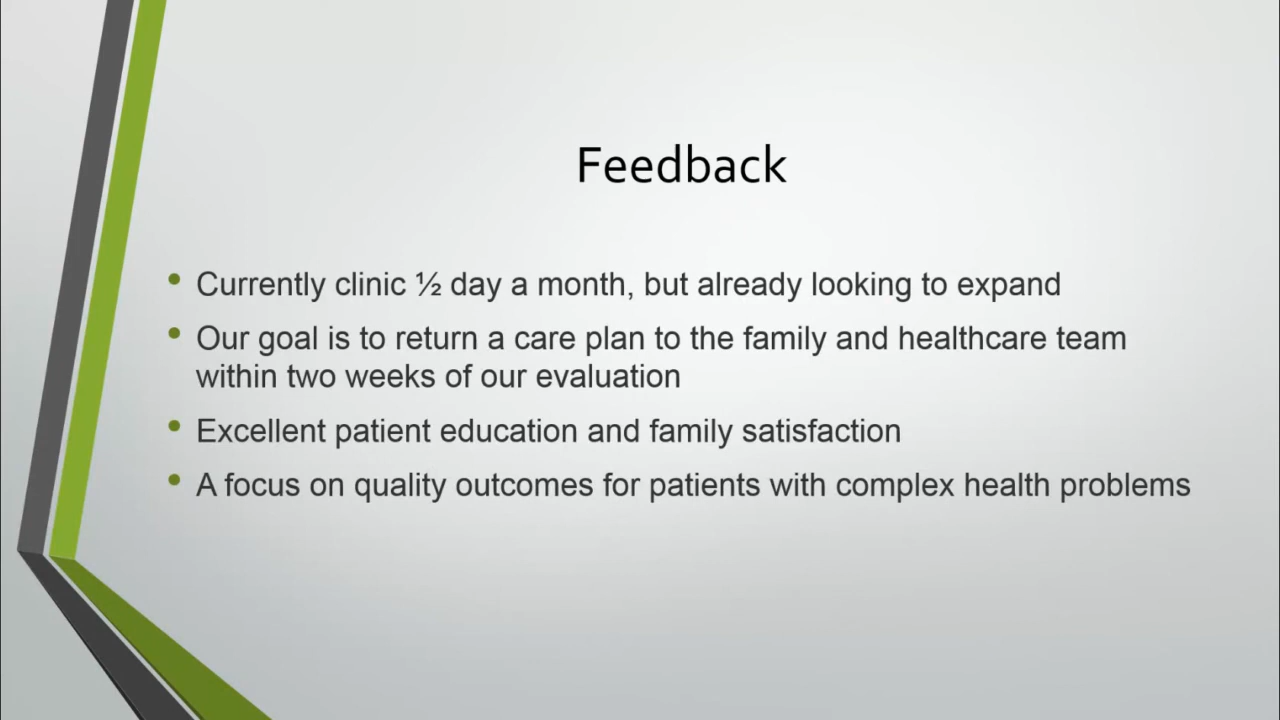 Feedback
• Currently clinic ½ day a month, but already looking to expand
• Our goal is to return a care plan to the family and healthcare team
within two weeks of our evaluation
• Excellent patient education and family satisfaction
• A focus on quality outcomes for patients with complex health problems